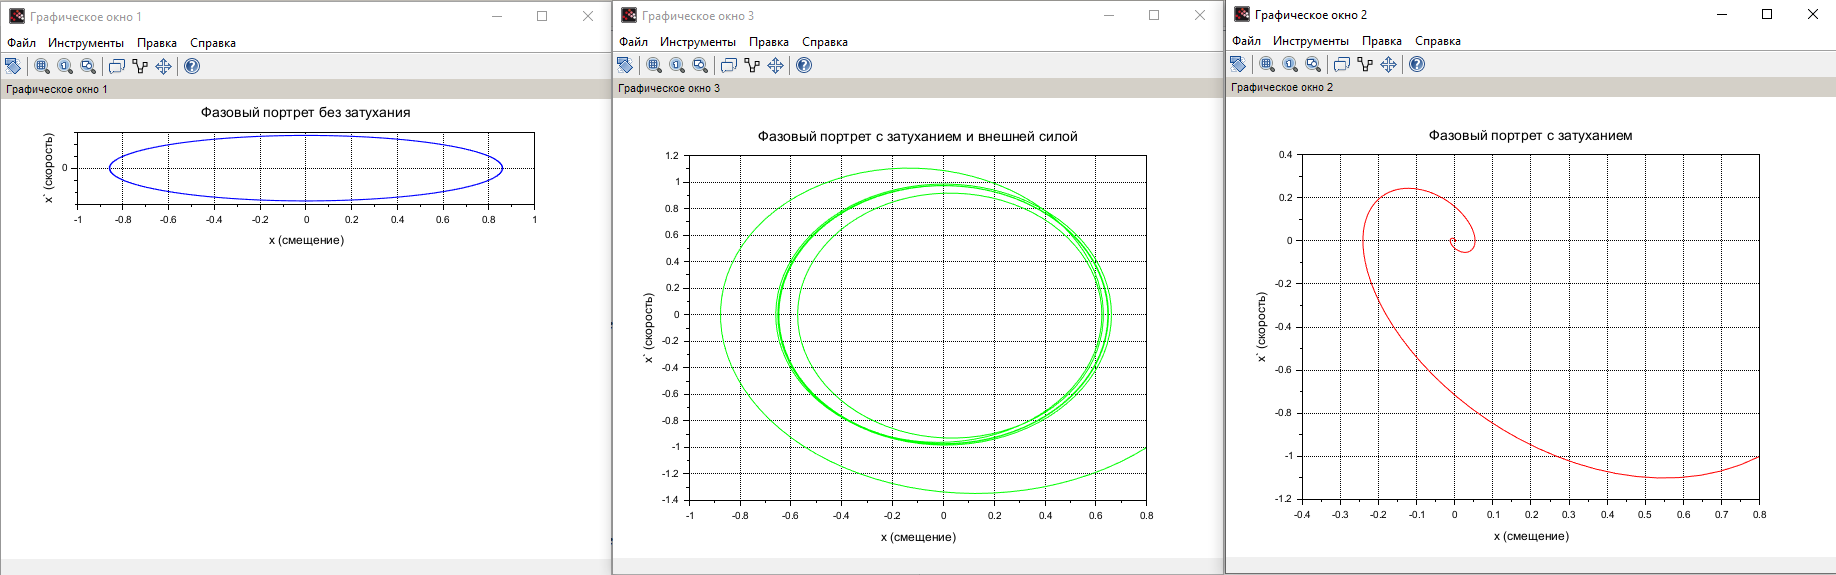 Графическое окно 1
Файл Инструменты Правка Справка
Графическое окно 1
Фазовый портрет без затухания
x` (скорость)
0
-1 -0.8 -0.6 -0.4 -0.2 0 0.2 0.4 0.6 0.8 1
x (смещение)
Графическое окно 3
Файл Инструменты Правка Справка
Графическое окно 3
Фазовый портрет с затуханием и внешней силой
x` (скорость)
1.2
1
0.8
0.6
0.4
0.2
0
-0.2
-0.4
-0.6
-0.8
-1
-1.2
-1.4
-1 -0.8 -0.6 -0.4 -0.2 0 0.2 0.4 0.6 0.8
x (смещение)
Графическое окно 2
Файл Инструменты Правка Справка
Графическое окно 2
Фазовый портрет с затуханием
x` (скорость)
0.4
0.2
0
-0.2
-0.4
-0.6
-0.8
-1
-1.2
-0.4 -0.3 -0.2 -0.1 0 0.1 0.2 0.3 0.4 0.5 0.6 0.7 0.8
x (смещение)